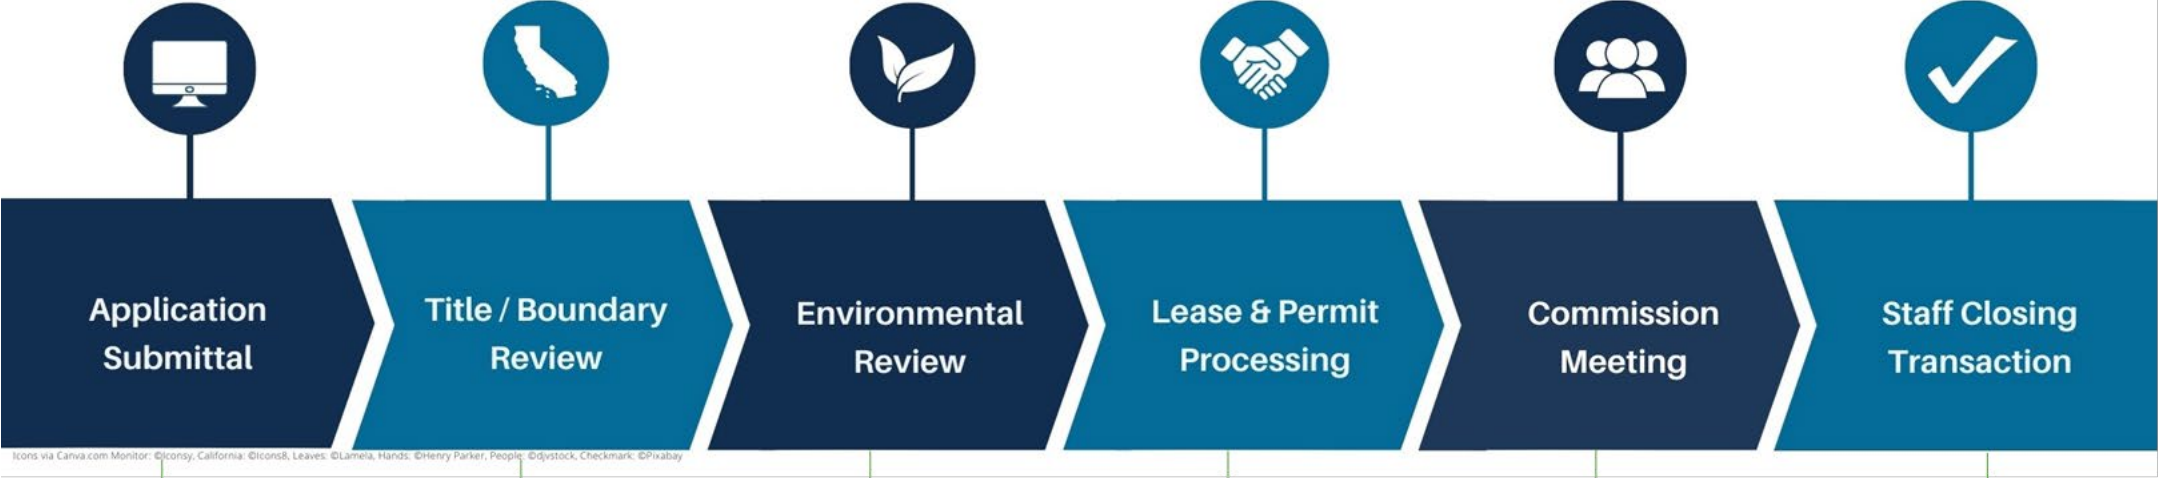 Application
Submittal
Title / Boundary
Review
Environmental
Review
Lease & Permit
Processing
Commission
Meeting
Staff Closing
Transaction
Icons via Canva.com Monitor: ©Iconsy, California: ©Icons8, Leaves: ©Lamela, Hands: ©Henry Parker, People: ©djvstock, Checkmark: ©Pixabay